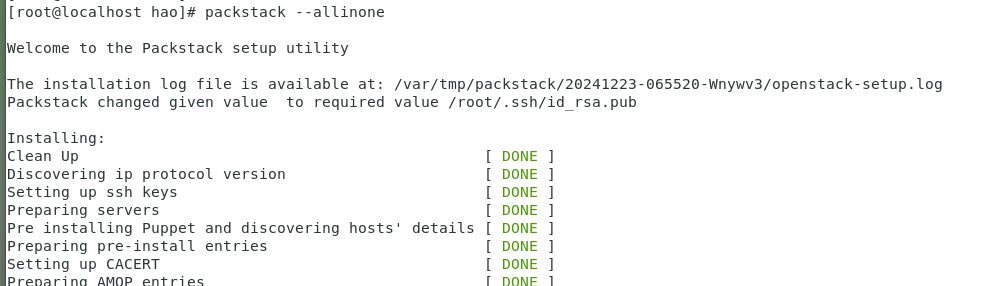 [root@localhost hao]# packstack --allinone
Welcome to the Packstack setup utility
The installation log file is available at: /var/tmp/packstack/20241223-065520-Wnywv3/openstack-setup.log
Packstack changed given value  to required value /root/.ssh/id_rsa.pub
Installing:
Clean Up                                             [ DONE ]
Discovering ip protocol version                      [ DONE ]
Setting up ssh keys                                  [ DONE ]
Preparing servers                                    [ DONE ]
Pre installing Puppet and discovering hosts' details [ DONE ]
Preparing pre-install entries                        [ DONE ]
Setting up CACERT                                    [ DONE ]
Preparing AMQP entries                               [ DONE ]